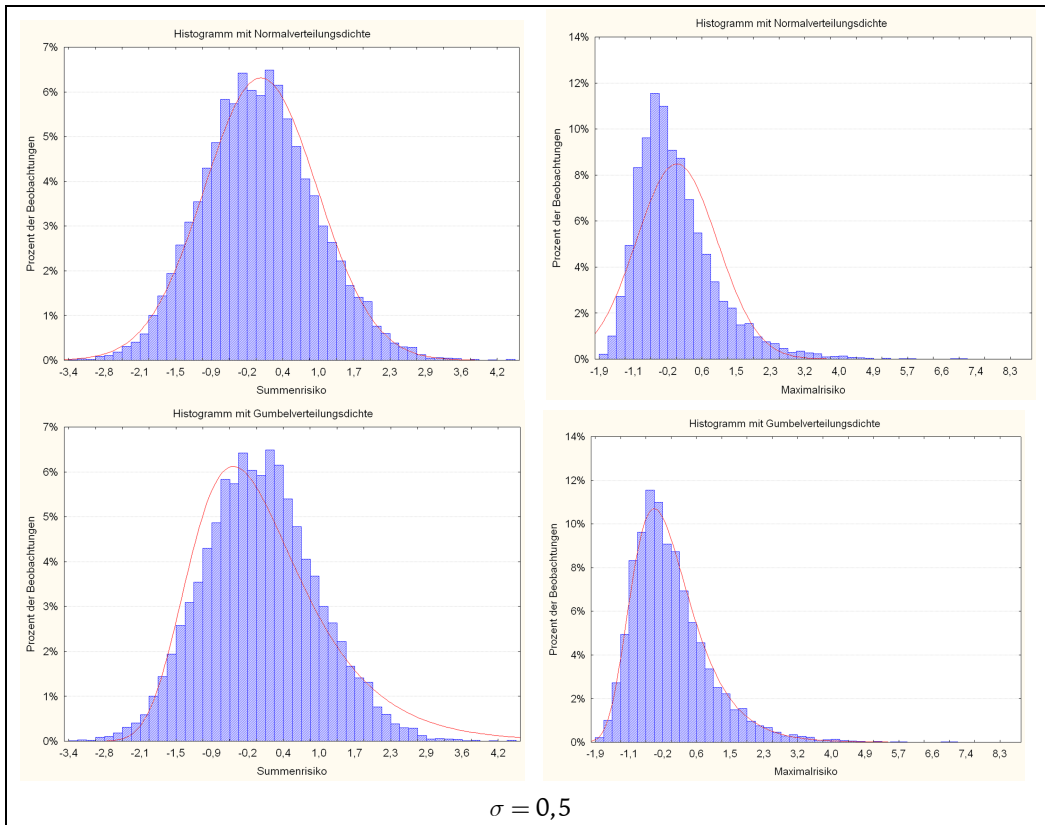 Histogramm mit Normalverteilungsdichte
Prozent der Beobachtungen
7%
6%
5%
4%
3%
2%
1%
0%
-3,4 -2,8 -2,1 -1,5 -0,9 -0,2 0,4 1,0 1,7 2,3 2,9 3,6 4,2
Summenrisiko
Histogramm mit Normalverteilungsdichte
Prozent der Beobachtungen
14%
12%
10%
8%
6%
4%
2%
0%
-1,9 -1,1 -0,2 0,6 1,5 2,3 3,2 4,0 4,9 5,7 6,6 7,4 8,3
Maximalrisiko
Histogramm mit Gumbelverteilungsdichte
Prozent der Beobachtungen
7%
6%
5%
4%
3%
2%
1%
0%
-3,4 -2,8 -2,1 -1,5 -0,9 -0,2 0,4 1,0 1,7 2,3 2,9 3,6 4,2
Summenrisiko
Histogramm mit Gumbelverteilungsdichte
Prozent der Beobachtungen
14%
12%
10%
8%
6%
4%
2%
0%
-1,9 -1,1 -0,2 0,6 1,5 2,3 3,2 4,0 4,9 5,7 6,6 7,4 8,3
Maximalrisiko
σ = 0,5